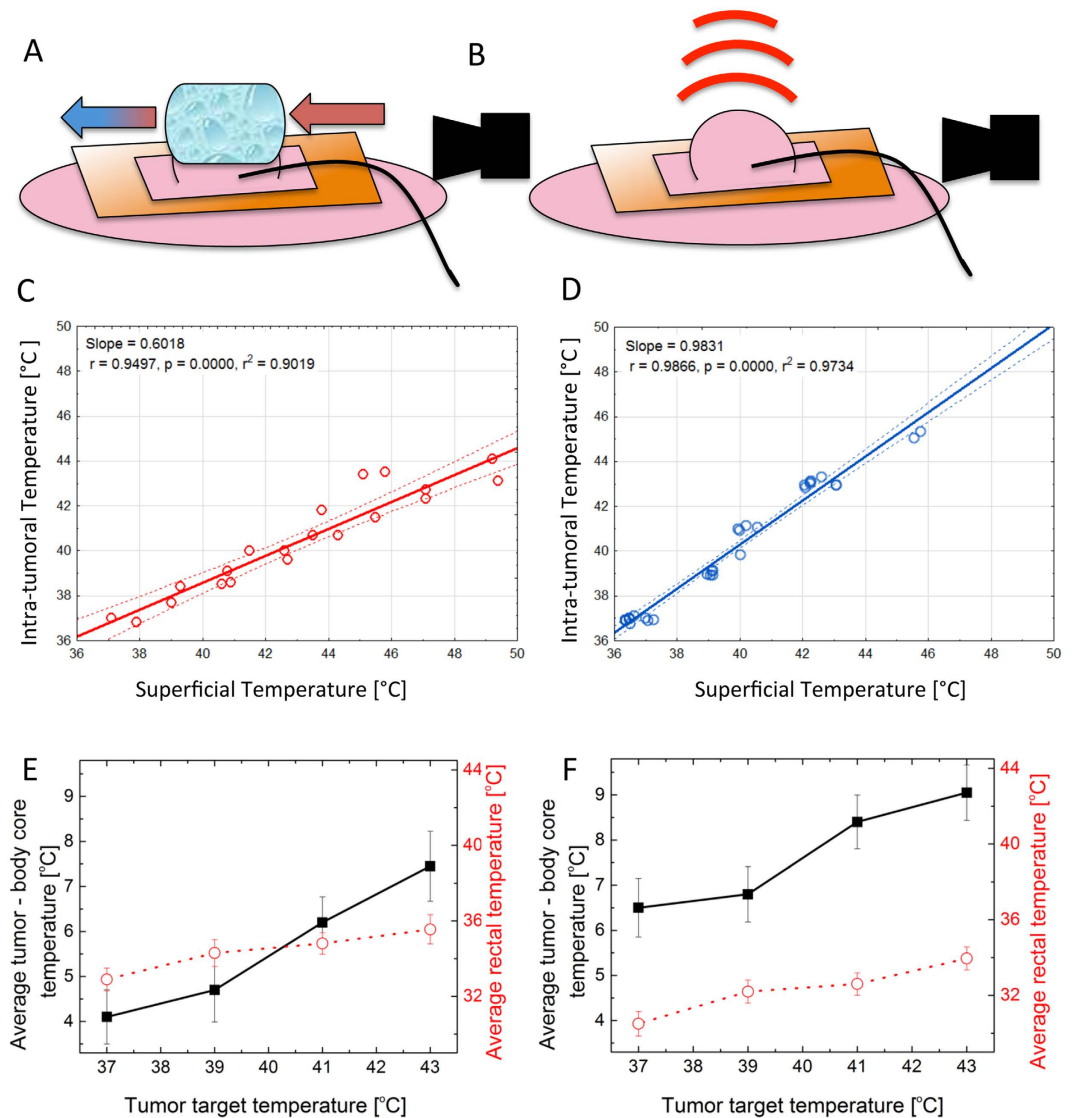 A
B
C
D
Intra-tumoral Temperature [°C]
50
48
46
44
42
40
38
36
Slope = 0.6018
r = 0.9497, p = 0.0000, r² = 0.9019
36 38 40 42 44 46 48 50
Superficial Temperature [°C]
Intra-tumoral Temperature [°C]
50
48
46
44
42
40
38
36
Slope = 0.9831
r = 0.9866, p = 0.0000, r² = 0.9734
36 38 40 42 44 46 48 50
Superficial Temperature [°C]
E
Average tumor - body core
temperature [°C]
9
8
7
6
5
4
44
40
36
32
Average rectal temperature [°C]
37 38 39 40 41 42 43
Tumor target temperature [°C]
F
Average tumor - body core
temperature [°C]
9
8
7
6
5
4
44
40
36
32
Average rectal temperature [°C]
37 38 39 40 41 42 43
Tumor target temperature [°C]